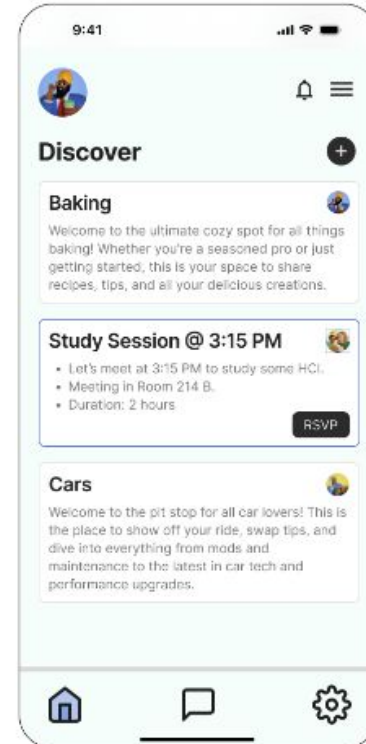 9:41
Discover
Baking
Welcome to the ultimate cozy spot for all things
baking! Whether you're a seasoned pro or just
getting started, this is your space to share
recipes, tips, and all your delicious creations.
Study Session @ 3:15 PM
• Let's meet at 3:15 PM to study some HCI.
• Meeting in Room 214 B.
• Duration: 2 hours
RSVP
Cars
Welcome to the pit stop for all car lovers! This is
the place to show off your ride, swap tips, and
dive into everything from mods and
maintenance to the latest in car tech and
performance upgrades.